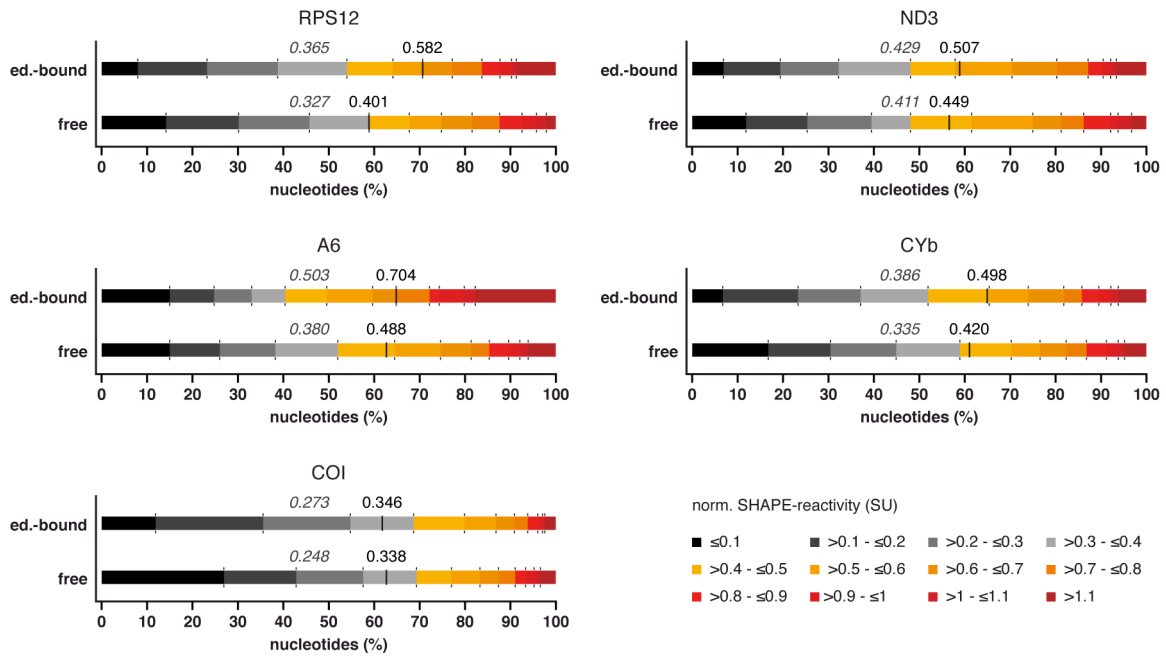 RPS12
0.365 0.582
ed.-bound
0.327 0.401
free
0 10 20 30 40 50 60 70 80 90 100
nucleotides (%)
ND3
0.429 0.507
ed.-bound
0.411 0.449
free
0 10 20 30 40 50 60 70 80 90 100
nucleotides (%)
A6
0.503 0.704
ed.-bound
0.380 0.488
free
0 10 20 30 40 50 60 70 80 90 100
nucleotides (%)
CYb
0.386 0.498
ed.-bound
0.335 0.420
free
0 10 20 30 40 50 60 70 80 90 100
nucleotides (%)
COI
0.273 0.346
ed.-bound
0.248 0.338
free
0 10 20 30 40 50 60 70 80 90 100
nucleotides (%)
norm. SHAPE-reactivity (SU)
≤0.1 >0.1 - ≤0.2 >0.2 - ≤0.3 >0.3 - ≤0.4
>0.4 - ≤0.5 >0.5 - ≤0.6 >0.6 - ≤0.7 >0.7 - ≤0.8
>0.8 - ≤0.9 >0.9 - ≤1 >1 - ≤1.1 >1.1